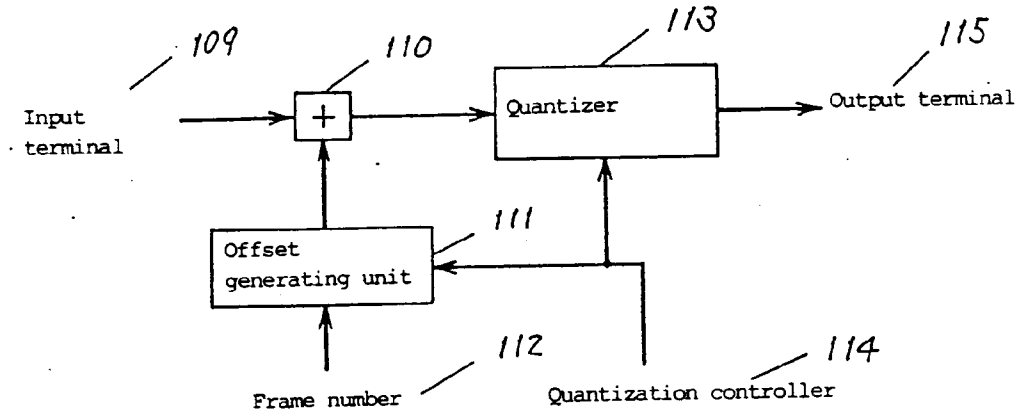 109
110
113
115
Input
terminal
+
Quantizer
Output terminal
111
Offset
generating unit
112
114
Frame number
Quantization controller